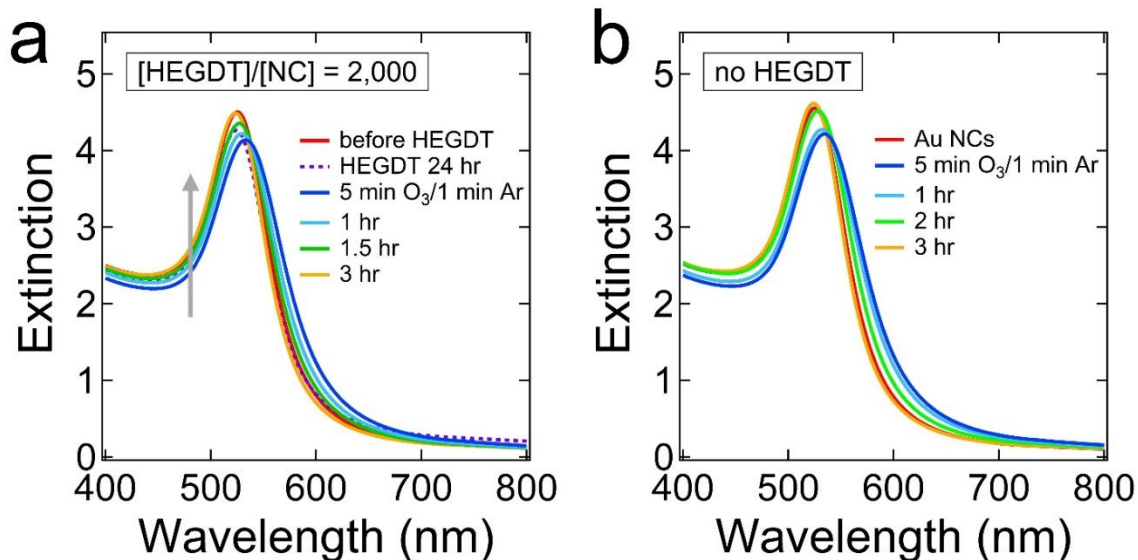 a
[HEGDT]/[NC] = 2,000
before HEGDT
HEGDT 24 hr
5 min O₃/1 min Ar
1 hr
1.5 hr
3 hr
Extinction
5
4
3
2
1
0
400 500 600 700 800
Wavelength (nm)
b
no HEGDT
Au NCs
5 min O₃/1 min Ar
1 hr
2 hr
3 hr
Extinction
5
4
3
2
1
0
400 500 600 700 800
Wavelength (nm)